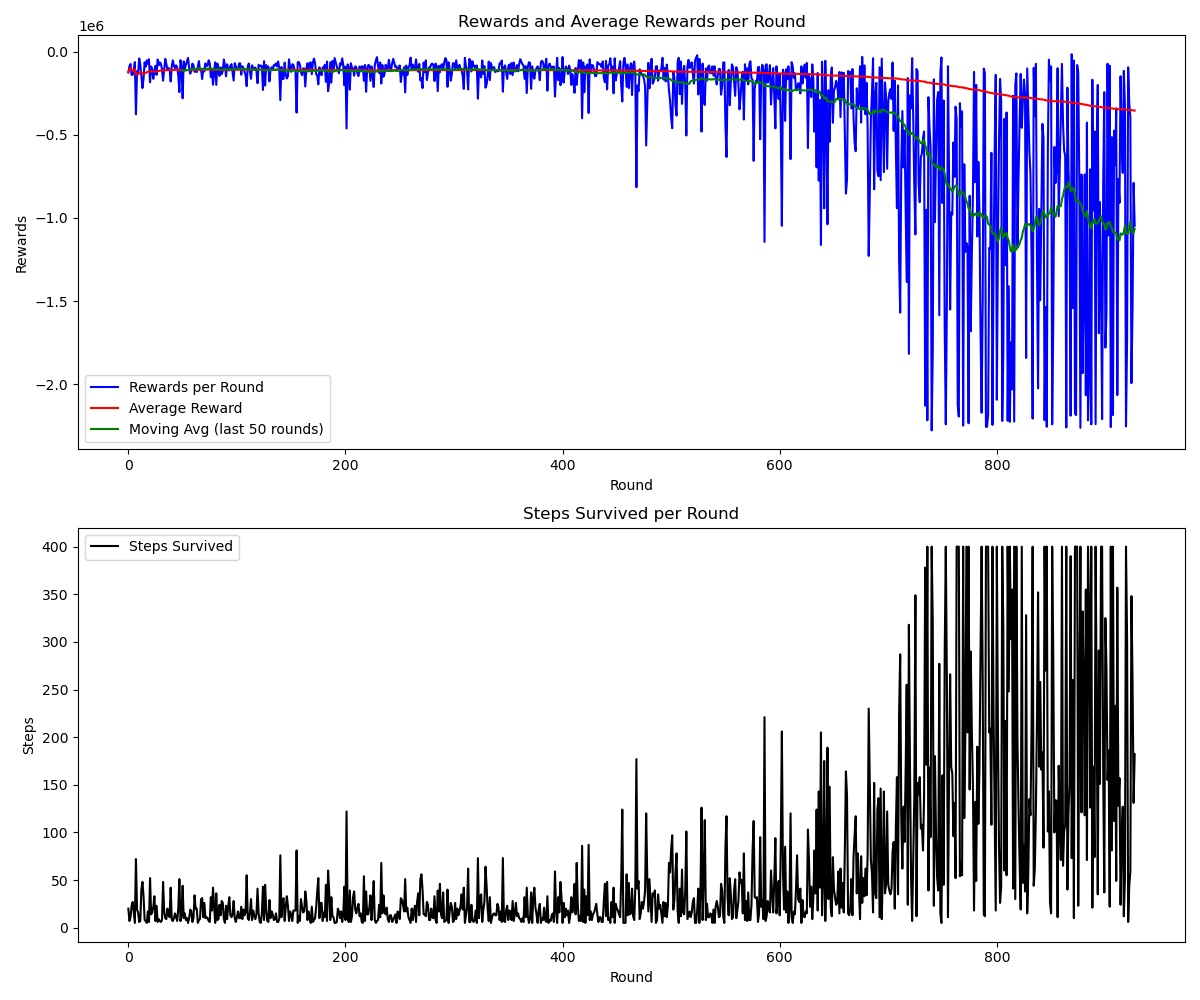 Rewards and Average Rewards per Round
1e6
0.0
−0.5
−1.0
−1.5
−2.0
Rewards
Rewards per Round
Average Reward
Moving Avg (last 50 rounds)
0 200 400 600 800
Round
Steps Survived per Round
Steps Survived
400
350
300
250
200
150
100
50
0
Steps
0 200 400 600 800
Round